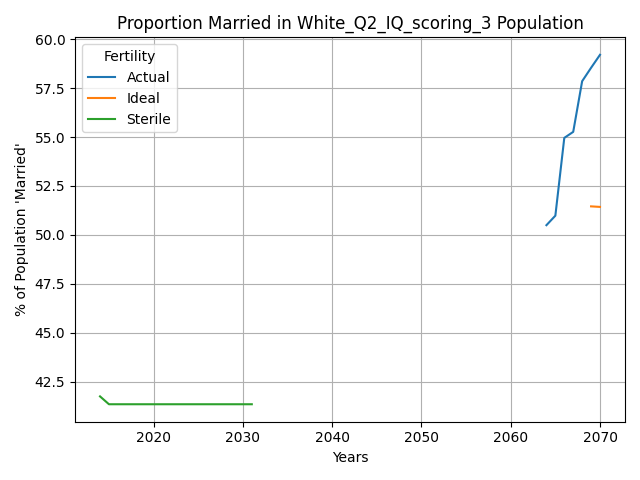 Proportion Married in White_Q2_IQ_scoring_3 Population
60.0
57.5
55.0
52.5
50.0
47.5
45.0
42.5
% of Population 'Married'
Fertility
Actual
Ideal
Sterile
2020 2030 2040 2050 2060 2070
Years